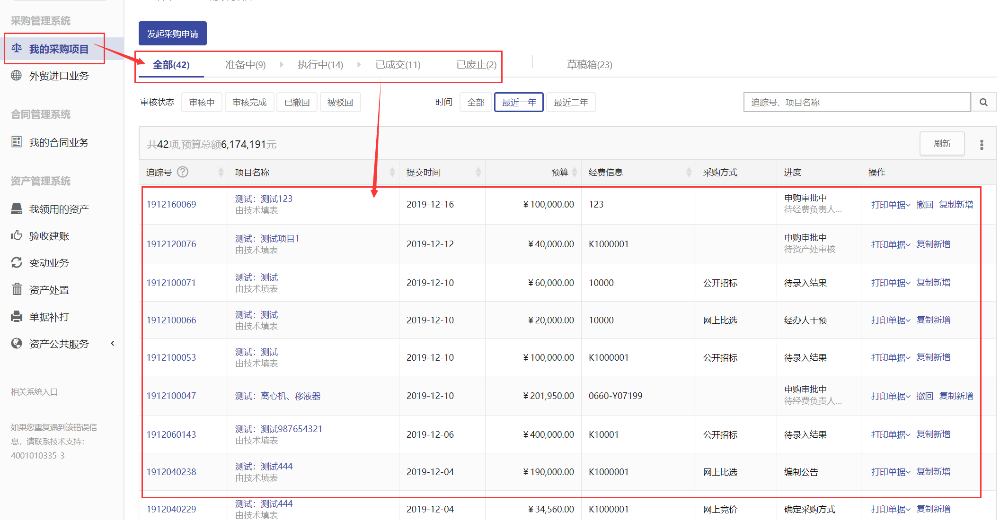 采购管理系统
我的采购项目
外贸进口业务
合同管理系统
我的合同业务
资产管理系统
我领用的资产
验收建账
变动业务
资产处置
单据补打
资产公共服务
相关系统入口
如果您重复遇到该错误信
息，请联系技术支持：
4001010335-3
发起采购申请
全部(42) 准备中(9) 执行中(14) 已成交(11) 已废止(2) 草稿箱(23)
审核状态 审核中 审核完成 已撤回 被驳回 时间 全部 最近一年 最近二年 追踪号、项目名称
共42项,预算总额6,174,191元 刷新
追踪号 项目名称 提交时间 预算 经费信息 采购方式 进度 操作
1912160069 测试：测试123 2019-12-16 ¥100,000.00 123 申购审批中 打印单据 撤回 复制新增
由技术填表 待经费负责人...
1912120076 测试：测试项目1 2019-12-12 ¥40,000.00 K1000001 申购审批中 打印单据 复制新增
由技术填表 待资产处审核
1912100071 测试：测试 2019-12-10 ¥60,000.00 10000 公开招标 待录入结果 打印单据 复制新增
由技术填表
1912100066 测试：测试 2019-12-10 ¥20,000.00 10000 网上比选 经办人干预 打印单据 复制新增
由技术填表
1912100053 测试：测试 2019-12-10 ¥100,000.00 K1000001 公开招标 待录入结果 打印单据 复制新增
由技术填表
1912100047 测试：离心机、移液器 2019-12-10 ¥201,950.00 0660-Y07199 申购审批中 打印单据 撤回 复制新增
待经费负责人...
1912060143 测试：测试987654321 2019-12-06 ¥400,000.00 K10001 公开招标 待录入结果 打印单据 复制新增
由技术填表
1912040238 测试：测试444 2019-12-04 ¥190,000.00 K1000001 网上比选 编制公告 打印单据 复制新增
由技术填表
1912040229 测试：测试444 2019-12-04 ¥34,560.00 K1000001 网上竞价 确定采购方式 打印单据 复制新增
由技术填表